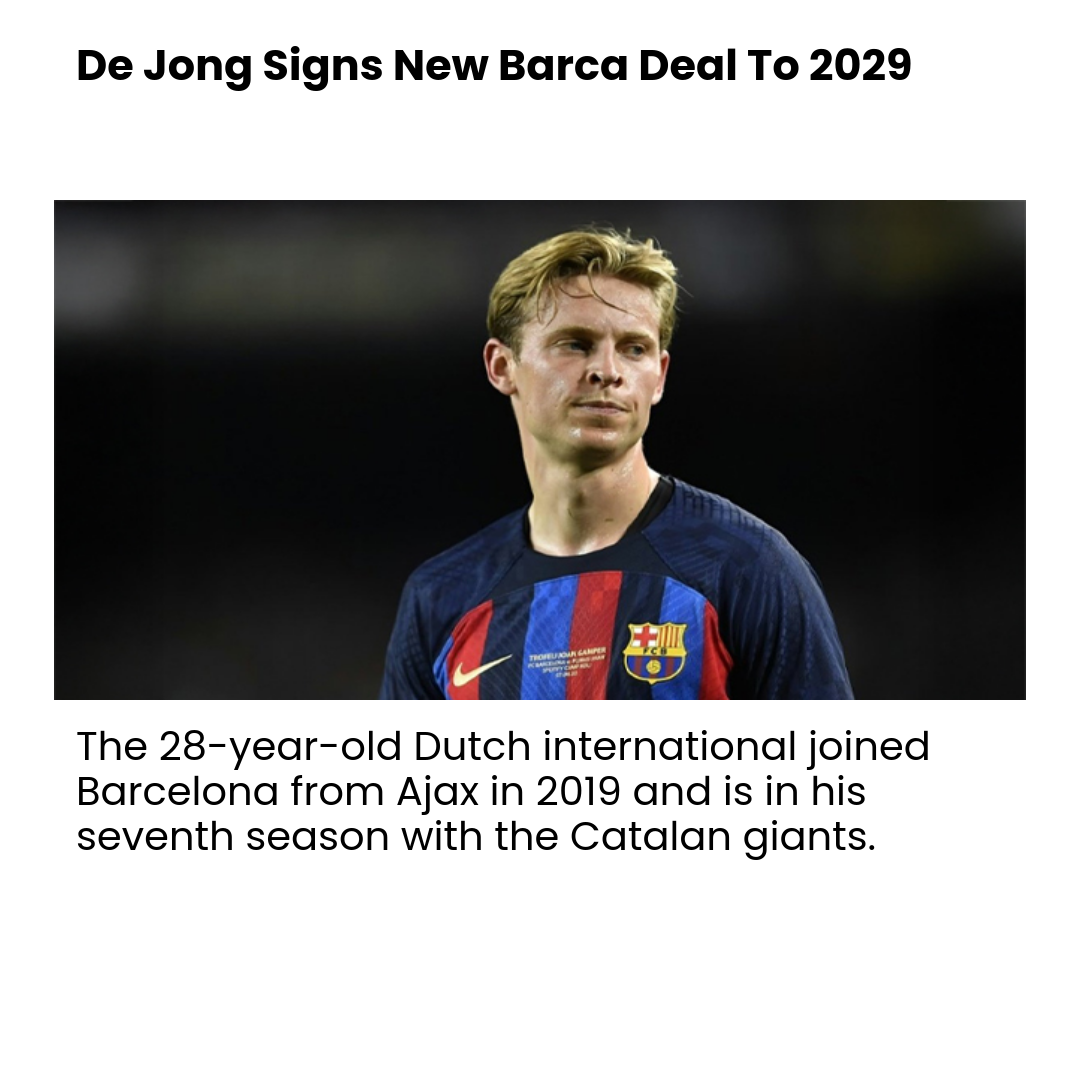 De Jong Signs New Barca Deal To 2029
TROFEU JOAN GAMPER
FCB
The 28-year-old Dutch international joined
Barcelona from Ajax in 2019 and is in his
seventh season with the Catalan giants.